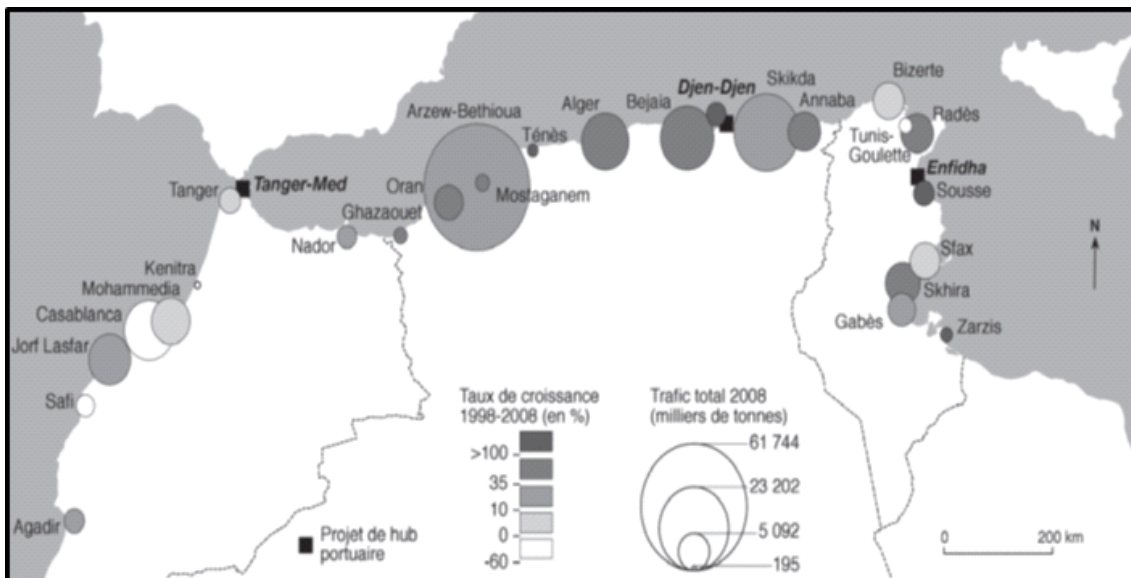 Bizerte
Skikda
Djen-Djen
Arzew-Bethioua
Alger
Bejaia
Annaba
Radès
Ténès
Tunis-
Goulette
Enfidha
Tanger
Tanger-Med
Oran
Mostaganem
Sousse
Ghazaouet
N
Nador
Sfax
Kenitra
Mohammedia
Skhira
Casablanca
Gabès
Zarzis
Jorf Lasfar
Safi
Agadir
Taux de croissance
1998-2008 (en %)
>100
35
10
0
-60
Trafic total 2008
(milliers de tonnes)
61 744
23 202
5 092
195
Projet de hub
portuaire
0 200 km